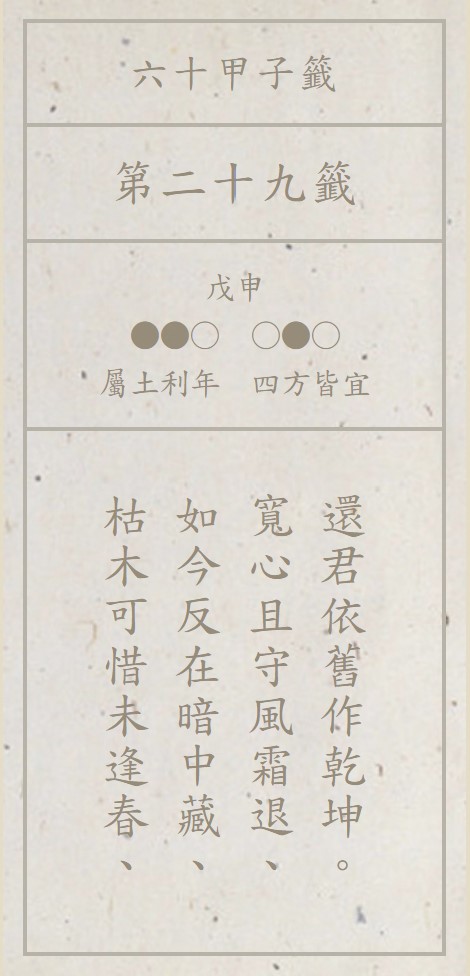 六十甲子籤
第二十九籤
戊申
●●○ ○●○
屬土利年 四方皆宜
枯木可惜未逢春、
如今反在暗中藏、
寬心且守風霜退、
還君依舊作乾坤。